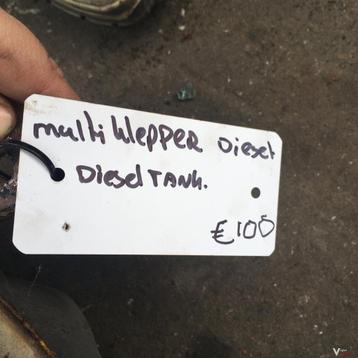 multi klepper Diesel
Diesel TANK.
€100